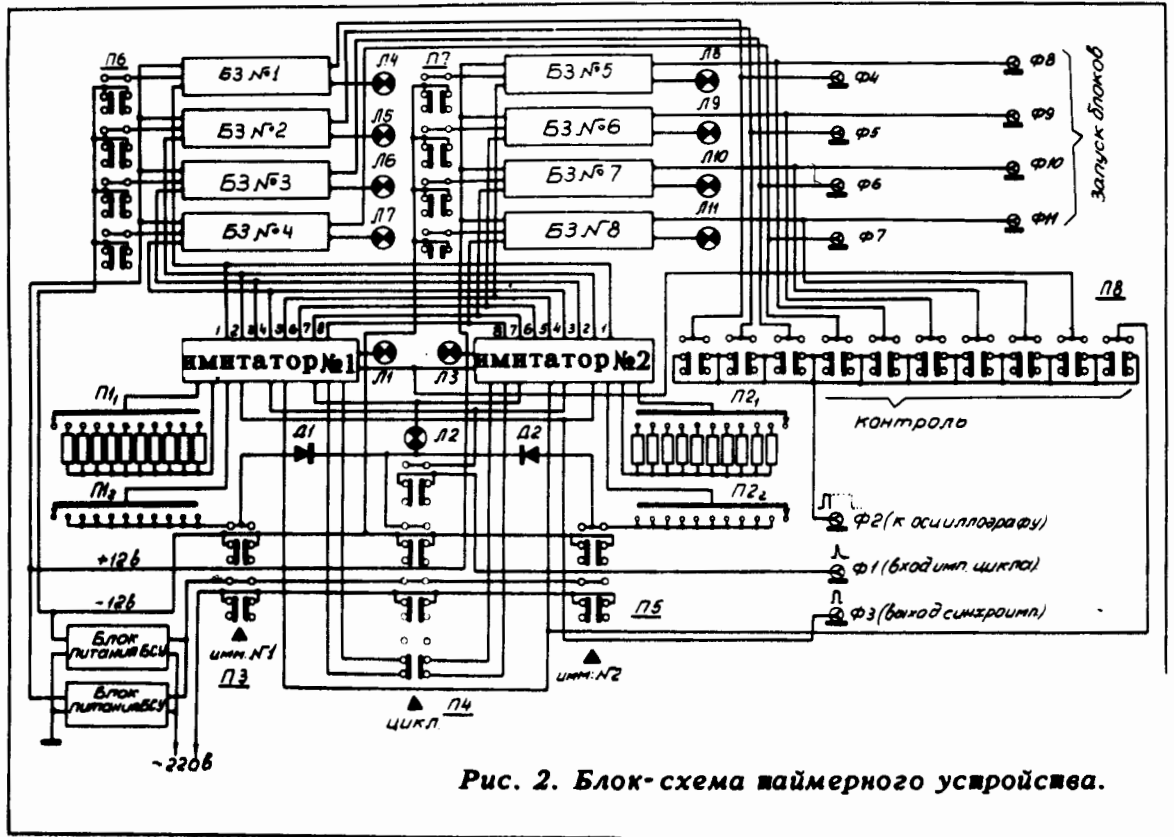 П6
БЗ №1
Л4
БЗ №2
Л5
БЗ №3
Л6
БЗ №4
Л7
П7
БЗ №5
Л8
БЗ №6
Л9
БЗ №7
Л10
БЗ №8
Л11
Ф4
Ф5
Ф6
Ф7
Ф8
Ф9
Ф10
Ф11
Запуск блоков
П8
контроль
1 2 3 4 5 6 7 8
имитатор №1
Л1
8 7 6 5 4 3 2 1
имитатор №2
Л3
П1₁
П1₂
Д1
Л2
Д2
П2₁
П2₂
+12в
-12в
Блок питания БСУ
Блок питания БСУ
~220в
имм. №1
П3
цикл
П4
имм. №2
П5
Ф2 (к осциллографу)
Ф1 (вход имп. цикла)
Ф3 (выход синхроимп.)
Рис. 2. Блок-схема таймерного устройства.